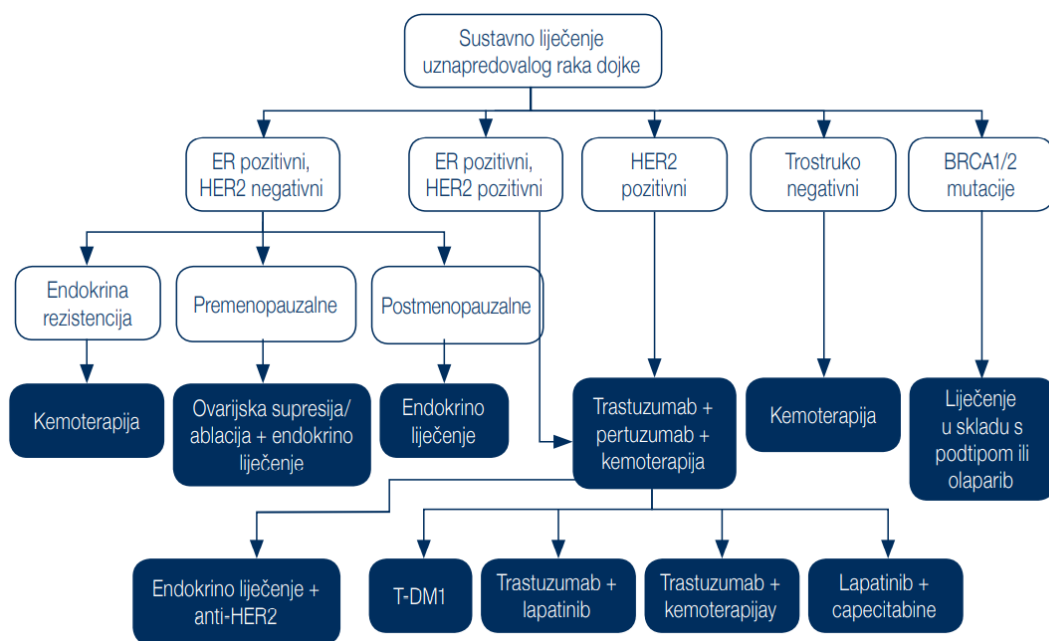 Sustavno liječenje
uznapredovalog raka dojke
ER pozitivni,
HER2 negativni
ER pozitivni,
HER2 pozitivni
HER2
pozitivni
Trostruko
negativni
BRCA1/2
mutacije
Endokrina
rezistencija
Premenopauzalne
Postmenopauzalne
Kemoterapija
Ovarijska supresija/
ablacija + endokrino
liječenje
Endokrino
liječenje
Trastuzumab +
pertuzumab +
kemoterapija
Kemoterapija
Liječenje
u skladu s
podtipom ili
olaparib
Endokrino liječenje +
anti-HER2
T-DM1
Trastuzumab +
lapatinib
Trastuzumab +
kemoterapijay
Lapatinib +
capecitabine